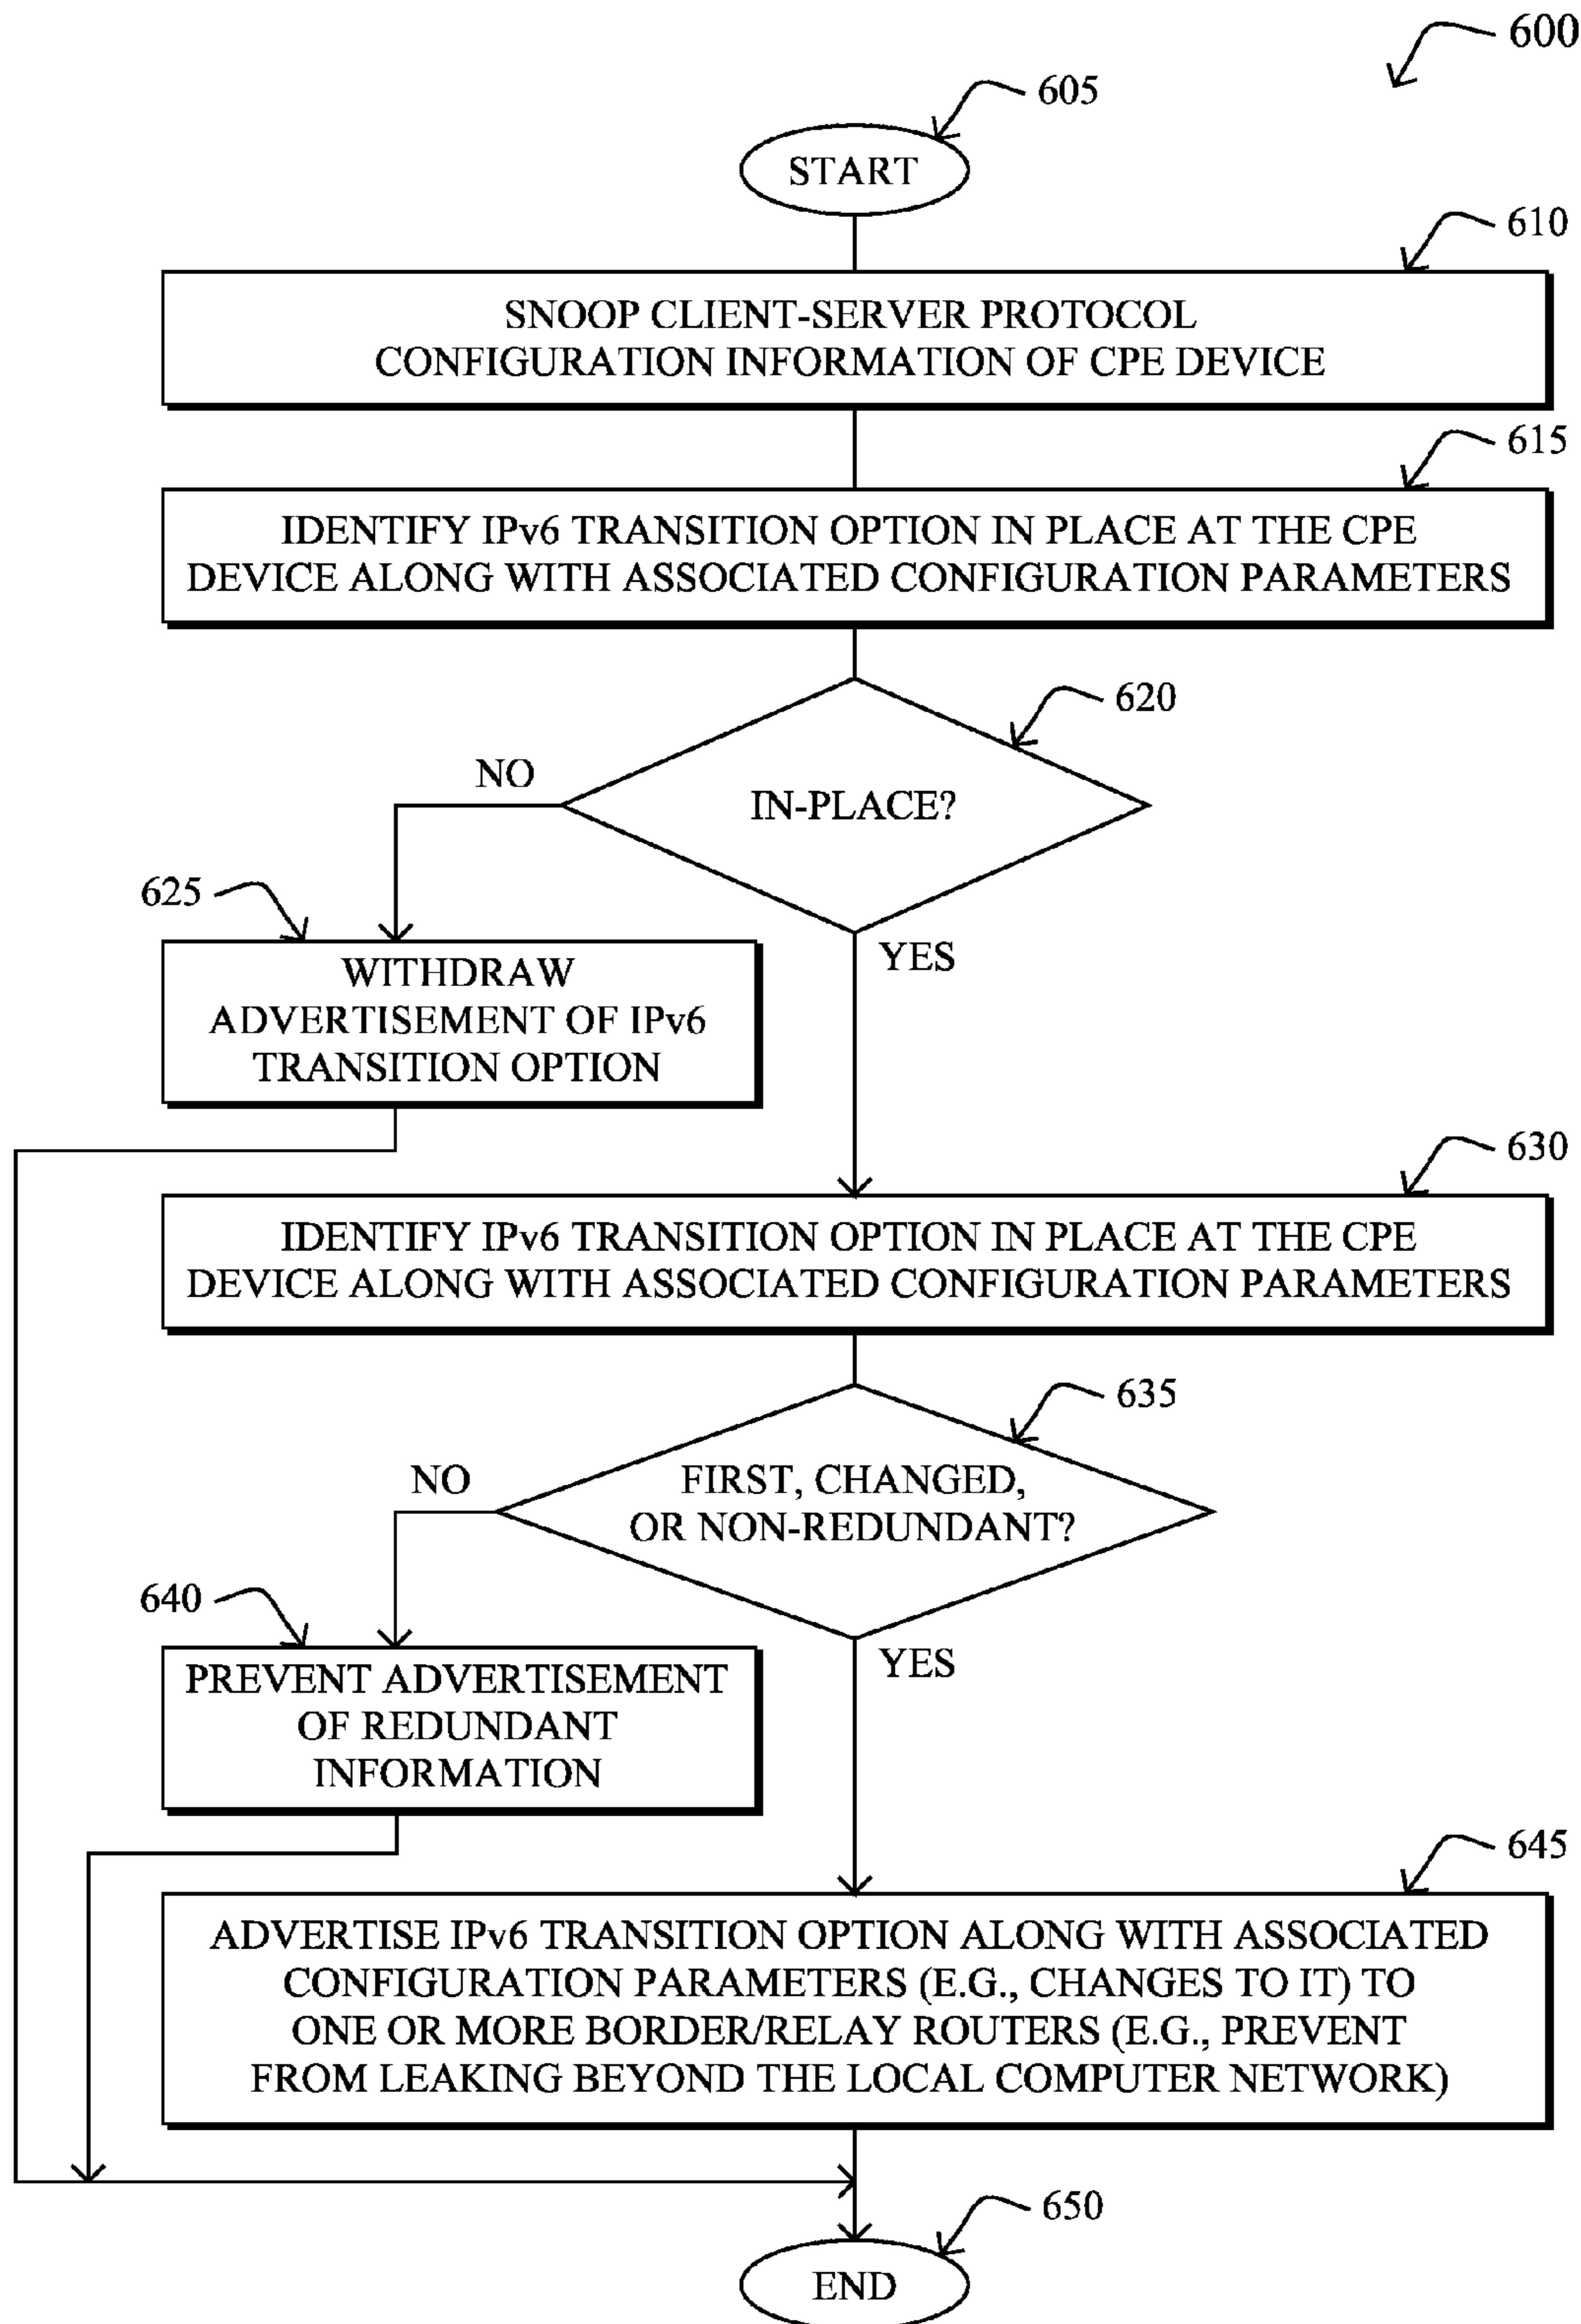 600
605
START
610
SNOOP CLIENT-SERVER PROTOCOL
CONFIGURATION INFORMATION OF CPE DEVICE
615
IDENTIFY IPv6 TRANSITION OPTION IN PLACE AT THE CPE
DEVICE ALONG WITH ASSOCIATED CONFIGURATION PARAMETERS
620
NO
IN-PLACE?
625
YES
WITHDRAW
ADVERTISEMENT OF IPv6
TRANSITION OPTION
630
IDENTIFY IPv6 TRANSITION OPTION IN PLACE AT THE CPE
DEVICE ALONG WITH ASSOCIATED CONFIGURATION PARAMETERS
635
NO
FIRST, CHANGED,
OR NON-REDUNDANT?
640
YES
PREVENT ADVERTISEMENT
OF REDUNDANT
INFORMATION
645
ADVERTISE IPv6 TRANSITION OPTION ALONG WITH ASSOCIATED
CONFIGURATION PARAMETERS (E.G., CHANGES TO IT) TO
ONE OR MORE BORDER/RELAY ROUTERS (E.G., PREVENT
FROM LEAKING BEYOND THE LOCAL COMPUTER NETWORK)
650
END